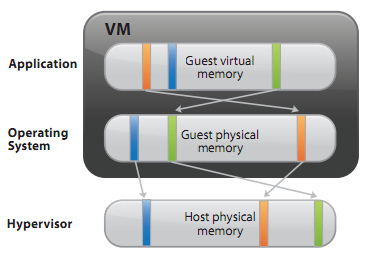 VM
Application
Guest virtual
memory
Operating
System
Guest physical
memory
Hypervisor
Host physical
memory